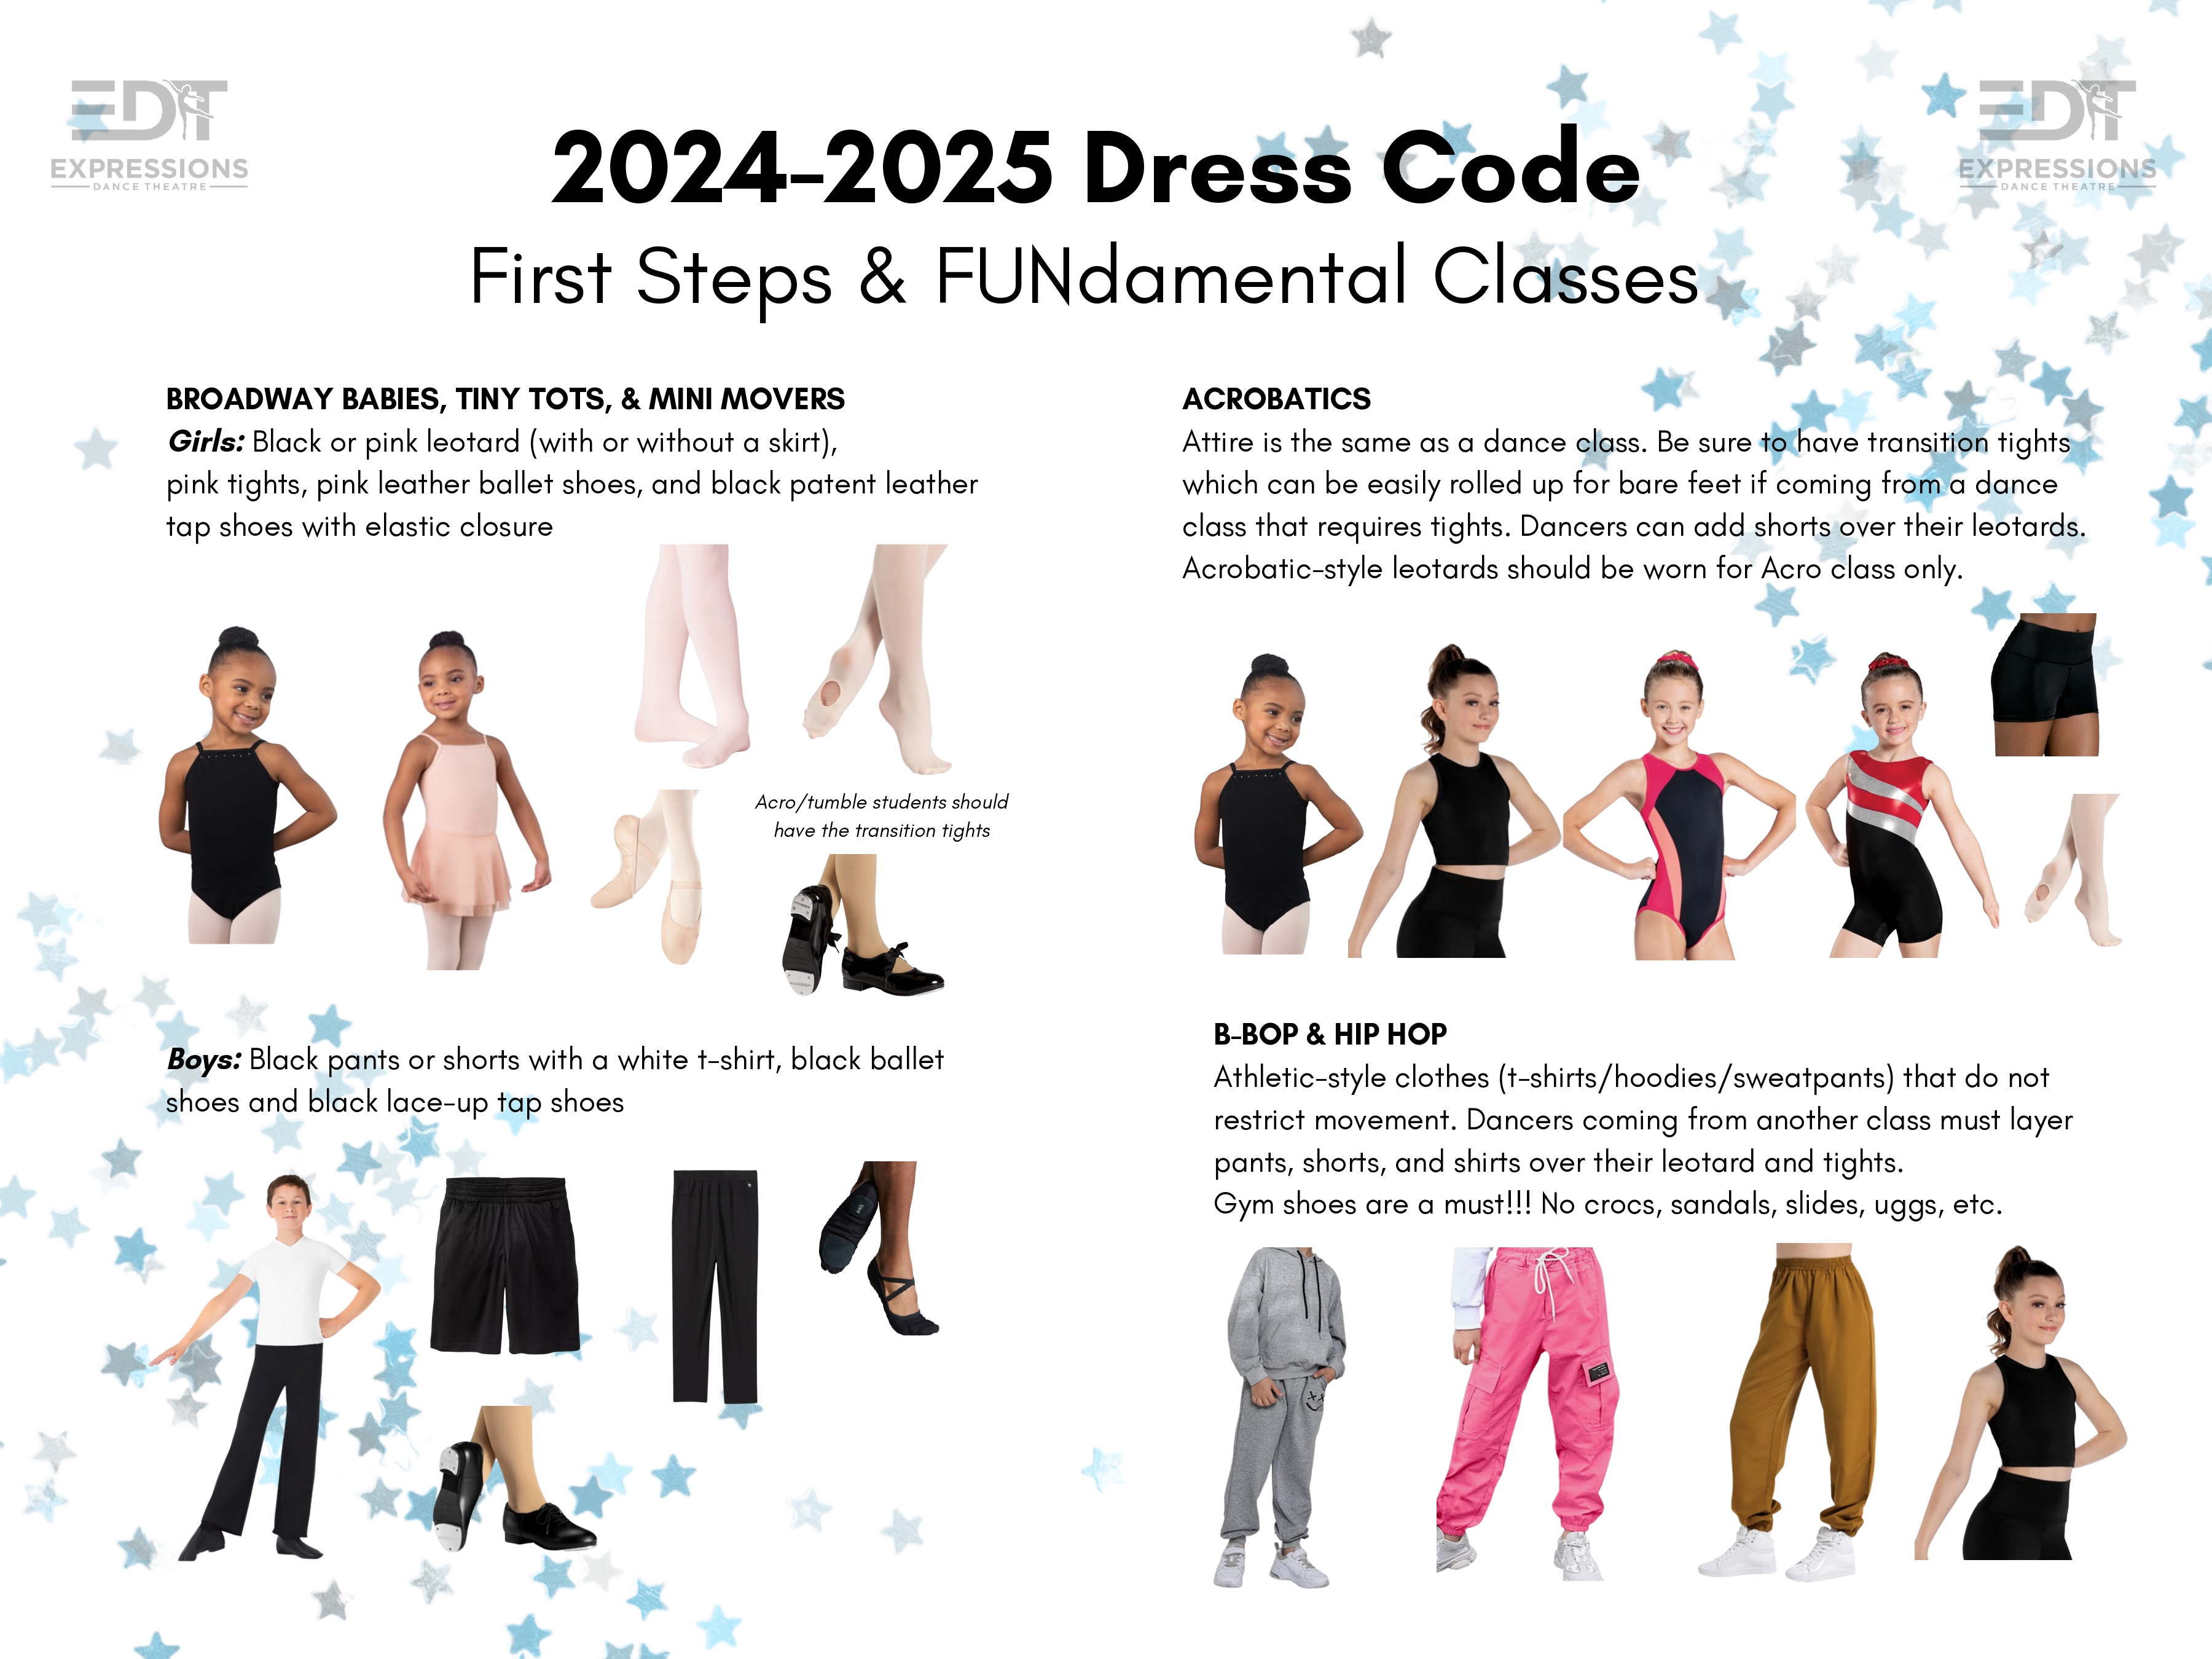 EDT
EXPRESSIONS
DANCE THEATRE
EDT
EXPRESSIONS
DANCE THEATRE
2024-2025 Dress Code
First Steps & FUNdamental Classes
BROADWAY BABIES, TINY TOTS, & MINI MOVERS
Girls: Black or pink leotard (with or without a skirt),
pink tights, pink leather ballet shoes, and black patent leather
tap shoes with elastic closure
Acro/tumble students should
have the transition tights
Boys: Black pants or shorts with a white t-shirt, black ballet
shoes and black lace-up tap shoes
ACROBATICS
Attire is the same as a dance class. Be sure to have transition tights
which can be easily rolled up for bare feet if coming from a dance
class that requires tights. Dancers can add shorts over their leotards.
Acrobatic-style leotards should be worn for Acro class only.
B-BOP & HIP HOP
Athletic-style clothes (t-shirts/hoodies/sweatpants) that do not
restrict movement. Dancers coming from another class must layer
pants, shorts, and shirts over their leotard and tights.
Gym shoes are a must!!! No crocs, sandals, slides, uggs, etc.